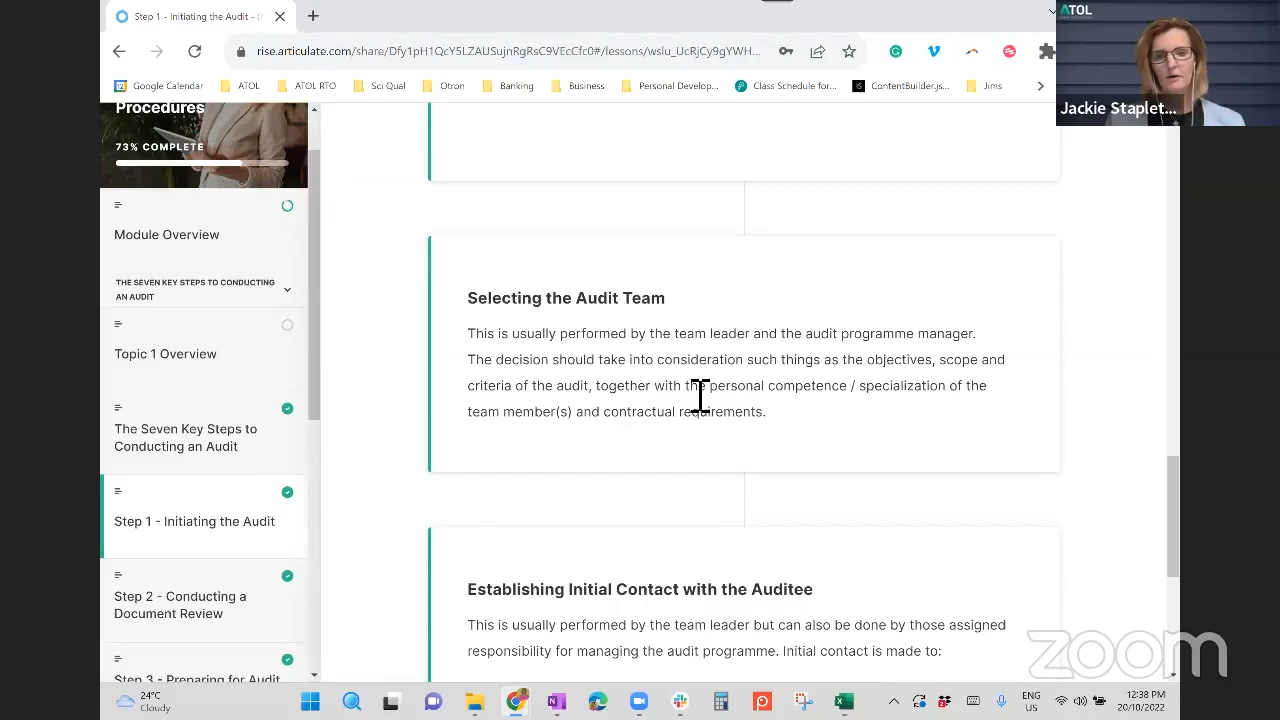 Step 1 - Initiating the Audit - (
rise.articulate.com/share/Dfy1pH1QcY5LZAUSujnRgRsC3YEcCfc0#/lessons/wslu_UcRjCy9gYWH...
Google Calendar ATOL ATOL RTO Sci Qual Otron Banking Business Personal Develop... Class Schedule for... ContentBuilder.js... Jims
ATOL
Jackie Staplet...
Procedures
73% COMPLETE
Module Overview
THE SEVEN KEY STEPS TO CONDUCTING
AN AUDIT
Topic 1 Overview
The Seven Key Steps to
Conducting an Audit
Step 1 - Initiating the Audit
Step 2 - Conducting a
Document Review
Step 3 - Preparing for Audit
Selecting the Audit Team
This is usually performed by the team leader and the audit programme manager.
The decision should take into consideration such things as the objectives, scope and
criteria of the audit, together with the personal competence / specialization of the
team member(s) and contractual requirements.
Establishing Initial Contact with the Auditee
This is usually performed by the team leader but can also be done by those assigned
responsibility for managing the audit programme. Initial contact is made to:
zoom
24°C
Cloudy
ENG
US
12:38 PM
20/10/2022